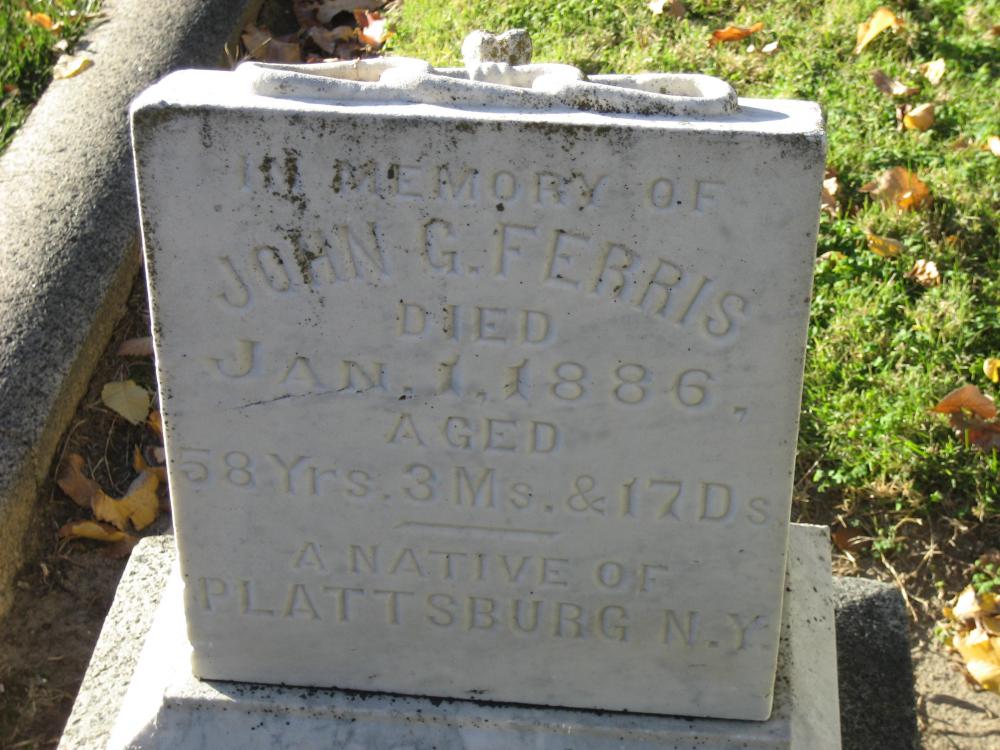 IN MEMORY OF
JOHN G. FERRIS
DIED
JAN. 1, 1886,
AGED
58 Yrs. 3 Ms. & 17 Ds
A NATIVE OF
PLATTSBURG N.Y.